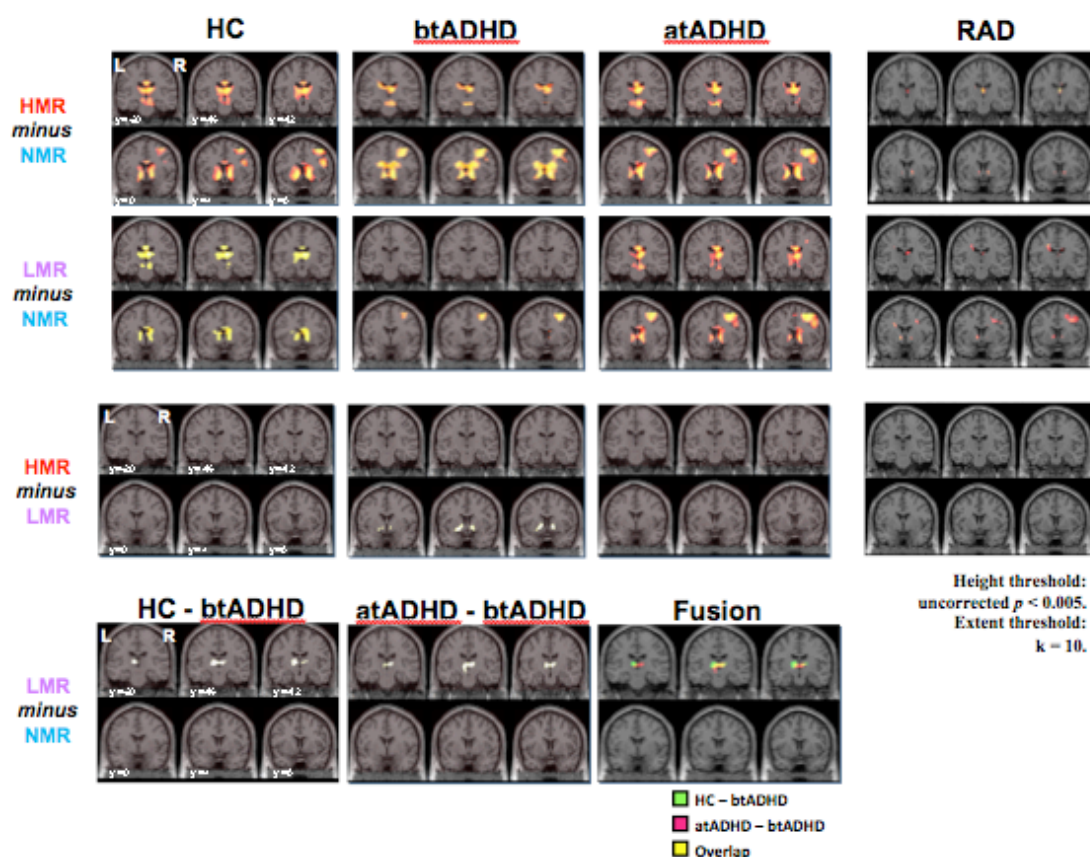 HC btADHD atADHD RAD
L R
HMR
minus
NMR
LMR
minus
NMR
L R
HMR
minus
LMR
Height threshold:
uncorrected p < 0.005.
Extent threshold:
k = 10.
HC - btADHD atADHD - btADHD Fusion
L R
LMR
minus
NMR
HC – btADHD
atADHD – btADHD
Overlap